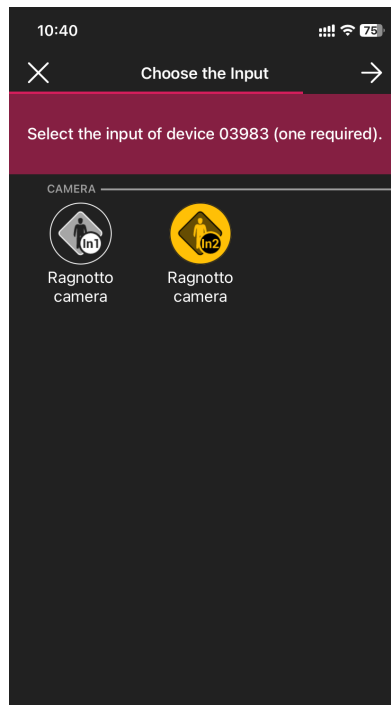 10:40
75
Choose the Input
Select the input of device 03983 (one required).
CAMERA
In1
In2
Ragnotto
camera
Ragnotto
camera